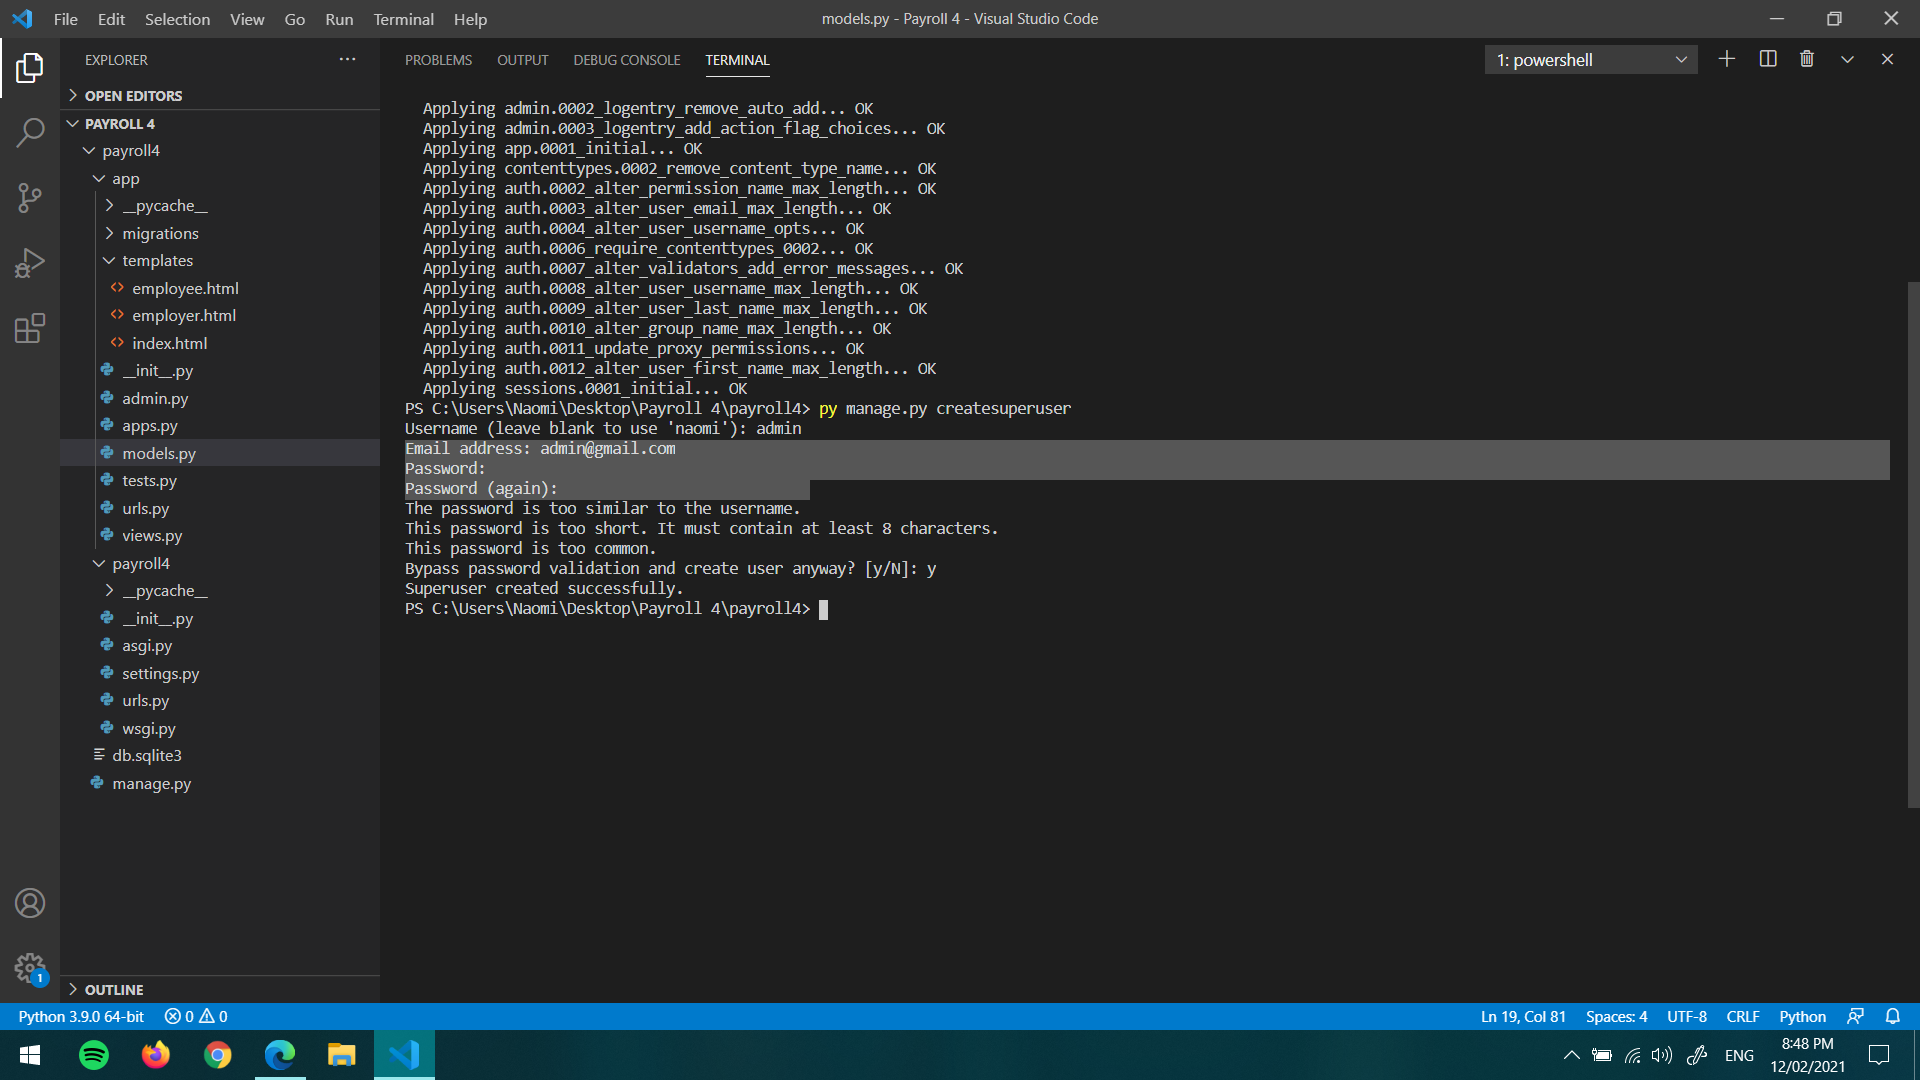 File Edit Selection View Go Run Terminal Help
models.py - Payroll 4 - Visual Studio Code
EXPLORER
OPEN EDITORS
PAYROLL 4
payroll4
app
__pycache__
migrations
templates
employee.html
employer.html
index.html
__init__.py
admin.py
apps.py
models.py
tests.py
urls.py
views.py
payroll4
__pycache__
__init__.py
asgi.py
settings.py
urls.py
wsgi.py
db.sqlite3
manage.py
OUTLINE
PROBLEMS OUTPUT DEBUG CONSOLE TERMINAL
1: powershell
Applying admin.0002_logentry_remove_auto_add... OK
Applying admin.0003_logentry_add_action_flag_choices... OK
Applying app.0001_initial... OK
Applying contenttypes.0002_remove_content_type_name... OK
Applying auth.0002_alter_permission_name_max_length... OK
Applying auth.0003_alter_user_email_max_length... OK
Applying auth.0004_alter_user_username_opts... OK
Applying auth.0006_require_contenttypes_0002... OK
Applying auth.0007_alter_validators_add_error_messages... OK
Applying auth.0008_alter_user_username_max_length... OK
Applying auth.0009_alter_user_last_name_max_length... OK
Applying auth.0010_alter_group_name_max_length... OK
Applying auth.0011_update_proxy_permissions... OK
Applying auth.0012_alter_user_first_name_max_length... OK
Applying sessions.0001_initial... OK
PS C:\Users\Naomi\Desktop\Payroll 4\payroll4> py manage.py createsuperuser
Username (leave blank to use 'naomi'): admin
Email address: admin@gmail.com
Password:
Password (again):
The password is too similar to the username.
This password is too short. It must contain at least 8 characters.
This password is too common.
Bypass password validation and create user anyway? [y/N]: y
Superuser created successfully.
PS C:\Users\Naomi\Desktop\Payroll 4\payroll4>
1
Python 3.9.0 64-bit 0 0
Ln 19, Col 81 Spaces: 4 UTF-8 CRLF Python
ENG
8:48 PM
12/02/2021